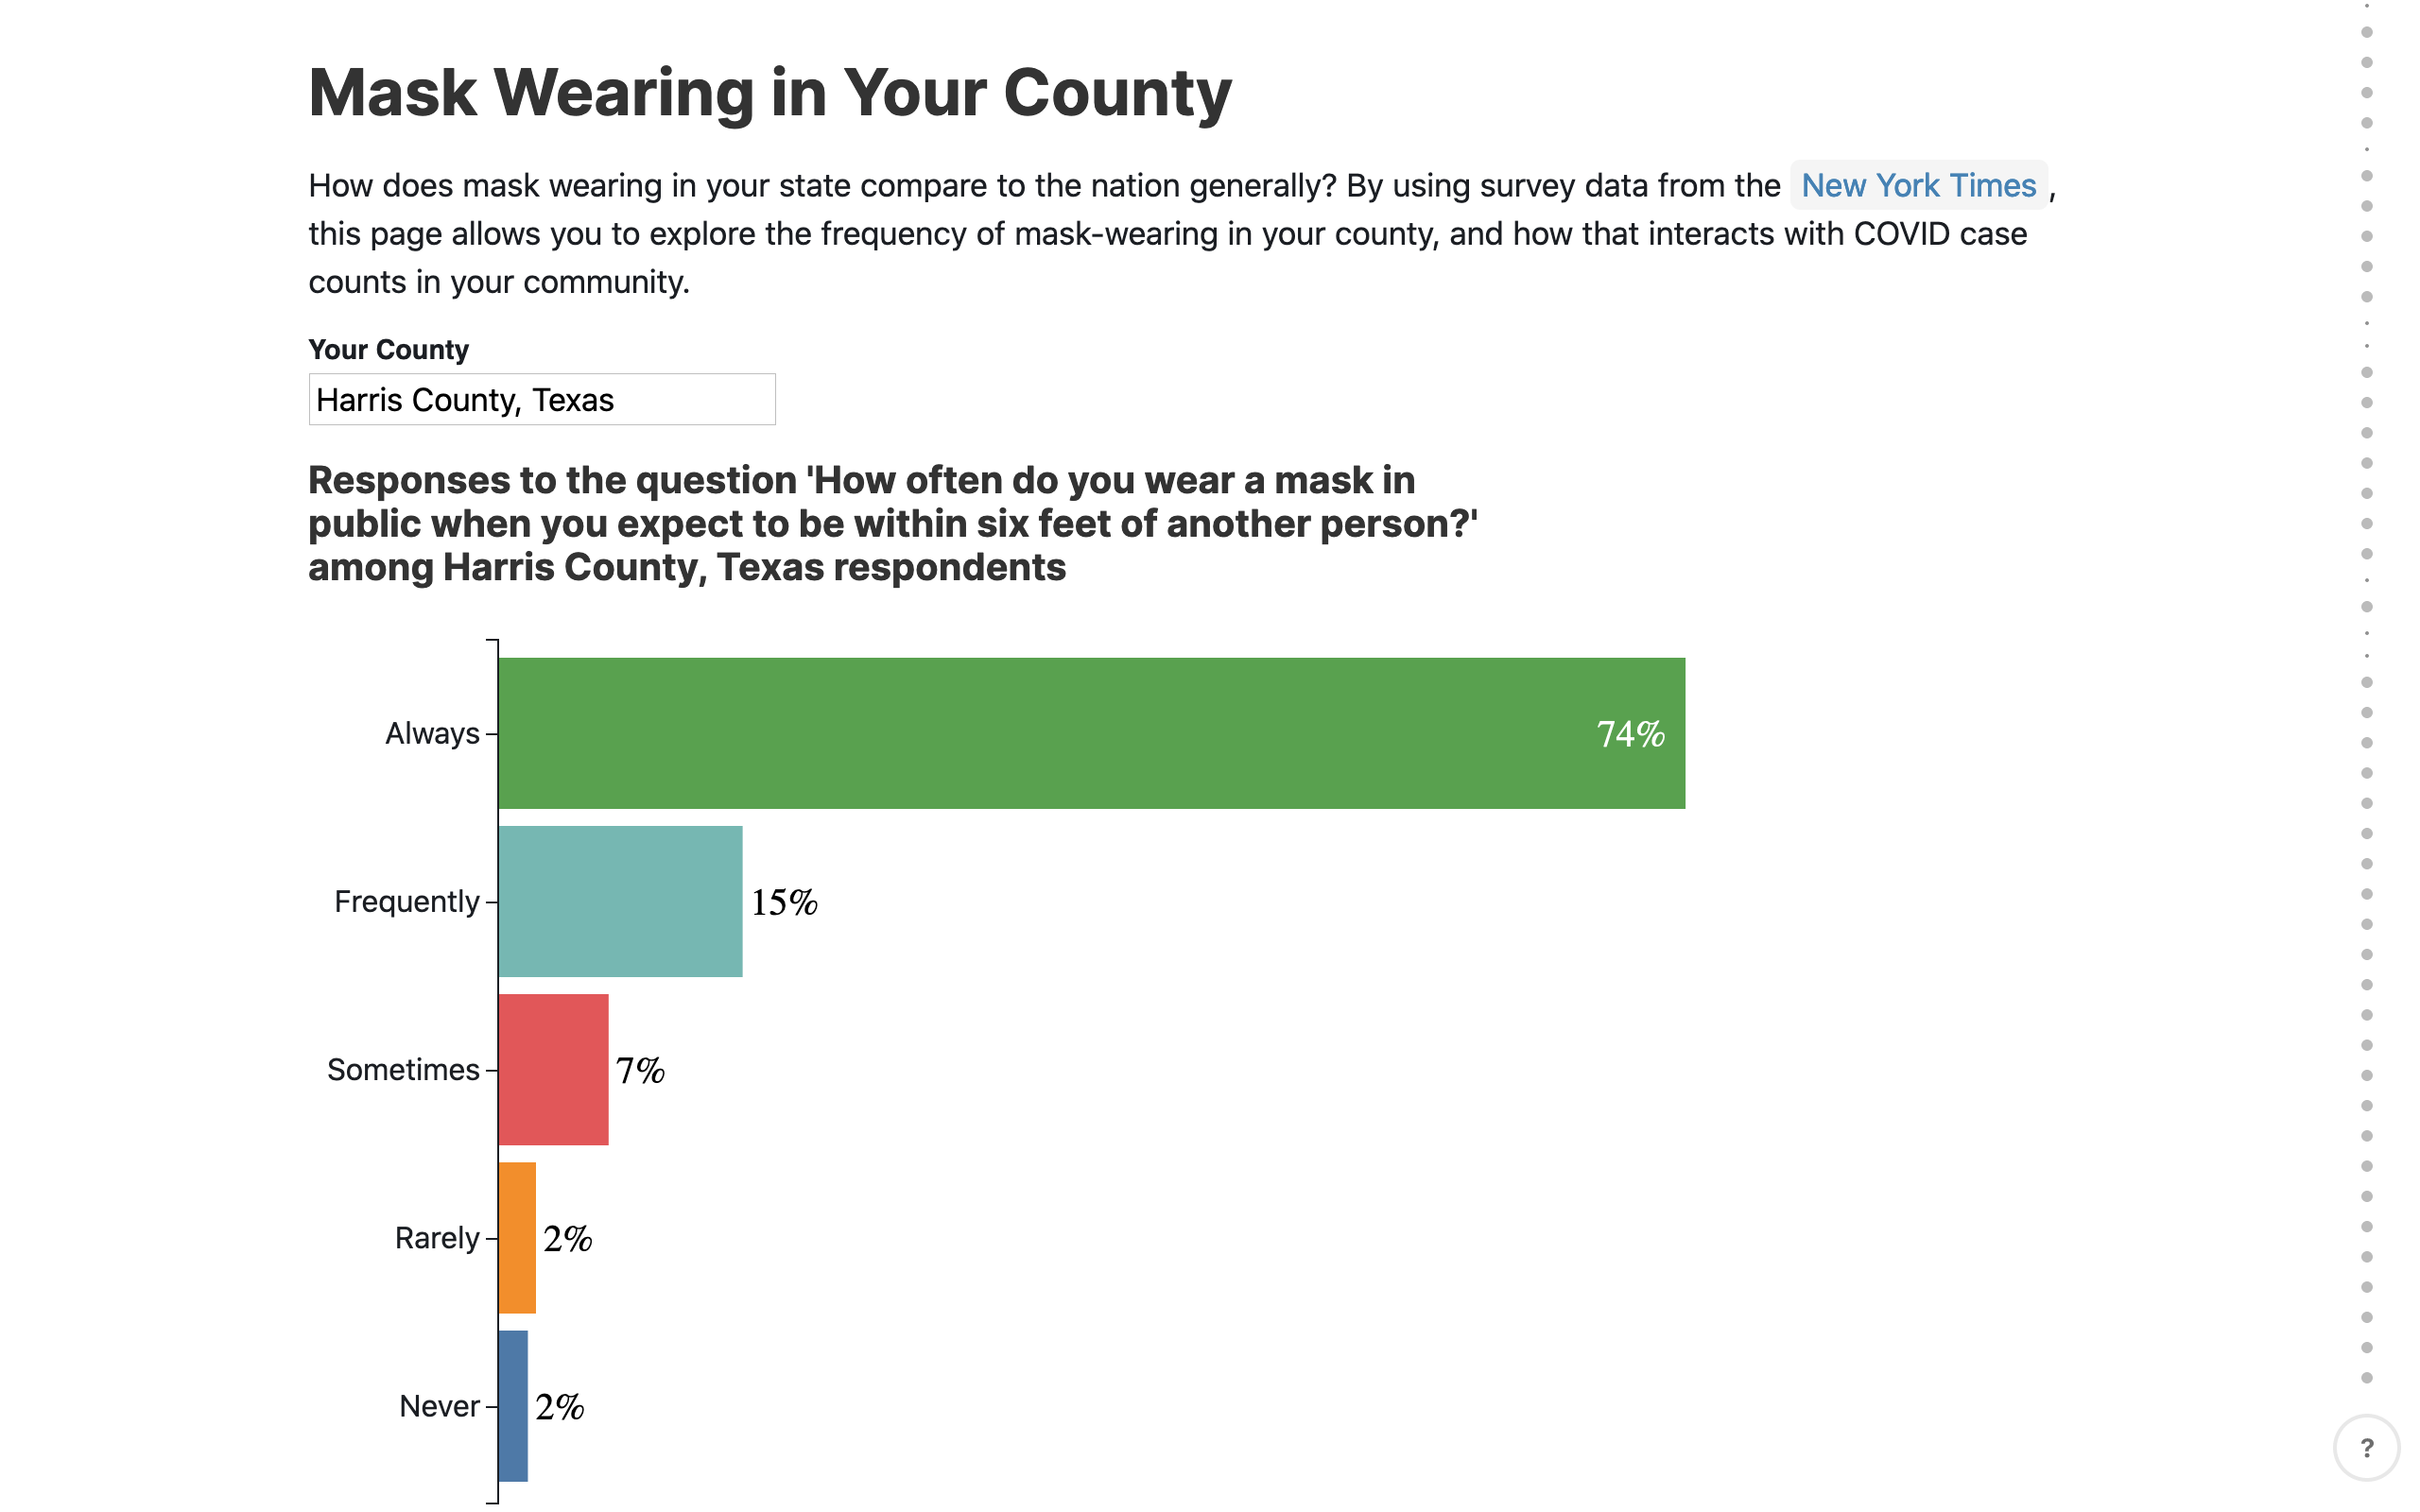 Mask Wearing in Your County
How does mask wearing in your state compare to the nation generally? By using survey data from the New York Times,
this page allows you to explore the frequency of mask-wearing in your county, and how that interacts with COVID case
counts in your community.
Your County
Harris County, Texas
Responses to the question 'How often do you wear a mask in
public when you expect to be within six feet of another person?'
among Harris County, Texas respondents
Always 74%
Frequently 15%
Sometimes 7%
Rarely 2%
Never 2%
?